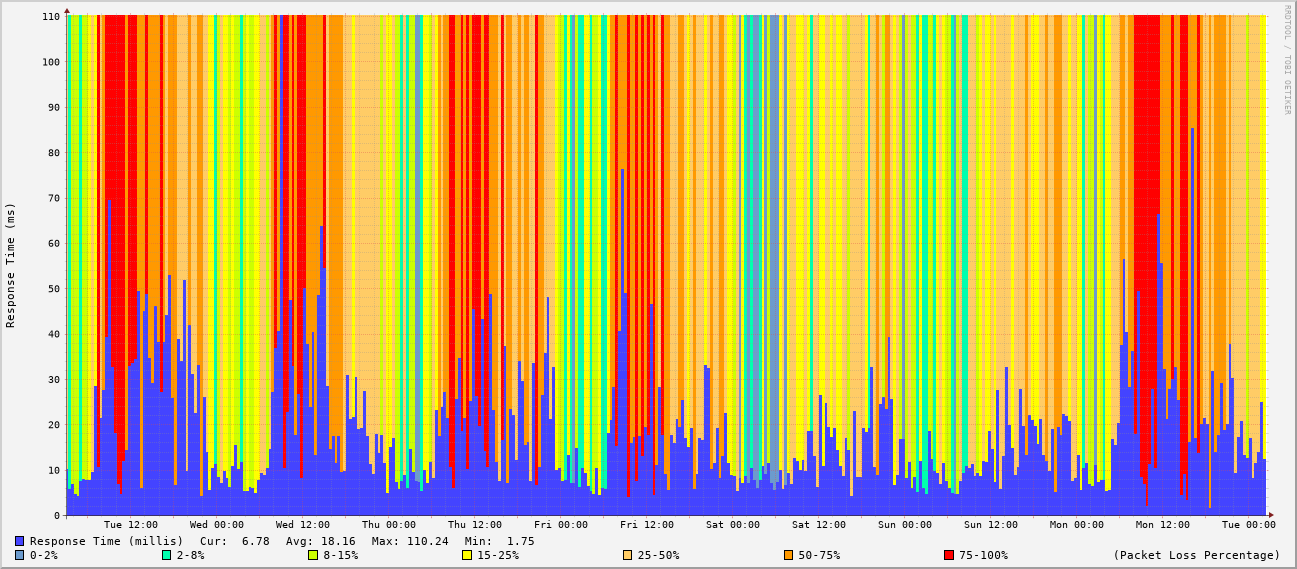 RRDTOOL / TOBI OETIKER
Response Time (ms)
110
100
90
80
70
60
50
40
30
20
10
0
Tue 12:00 Wed 00:00 Wed 12:00 Thu 00:00 Thu 12:00 Fri 00:00 Fri 12:00 Sat 00:00 Sat 12:00 Sun 00:00 Sun 12:00 Mon 00:00 Mon 12:00 Tue 00:00
Response Time (millis) Cur: 6.78 Avg: 18.16 Max: 110.24 Min: 1.75
0-2% 2-8% 8-15% 15-25% 25-50% 50-75% 75-100% (Packet Loss Percentage)